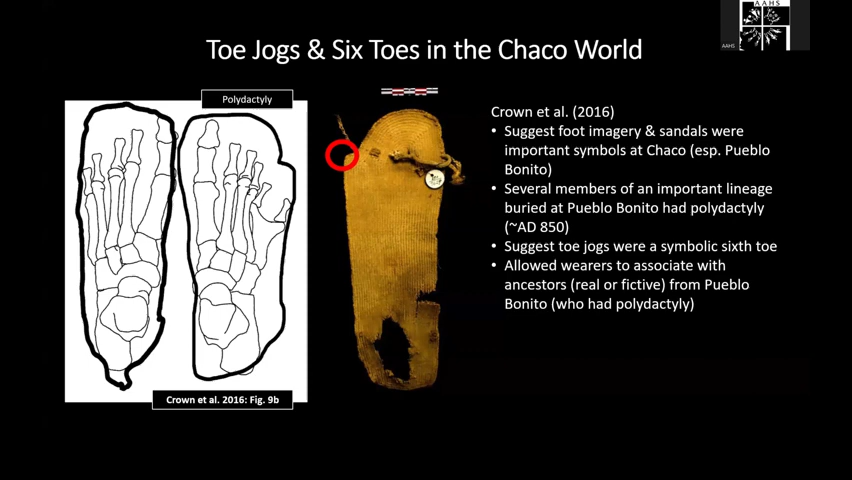 AAHS
AAHS
Toe Jogs & Six Toes in the Chaco World
Polydactyly
Crown et al. 2016: Fig. 9b
Crown et al. (2016)
• Suggest foot imagery & sandals were
important symbols at Chaco (esp. Pueblo
Bonito)
• Several members of an important lineage
buried at Pueblo Bonito had polydactyly
(~AD 850)
• Suggest toe jogs were a symbolic sixth toe
• Allowed wearers to associate with
ancestors (real or fictive) from Pueblo
Bonito (who had polydactyly)